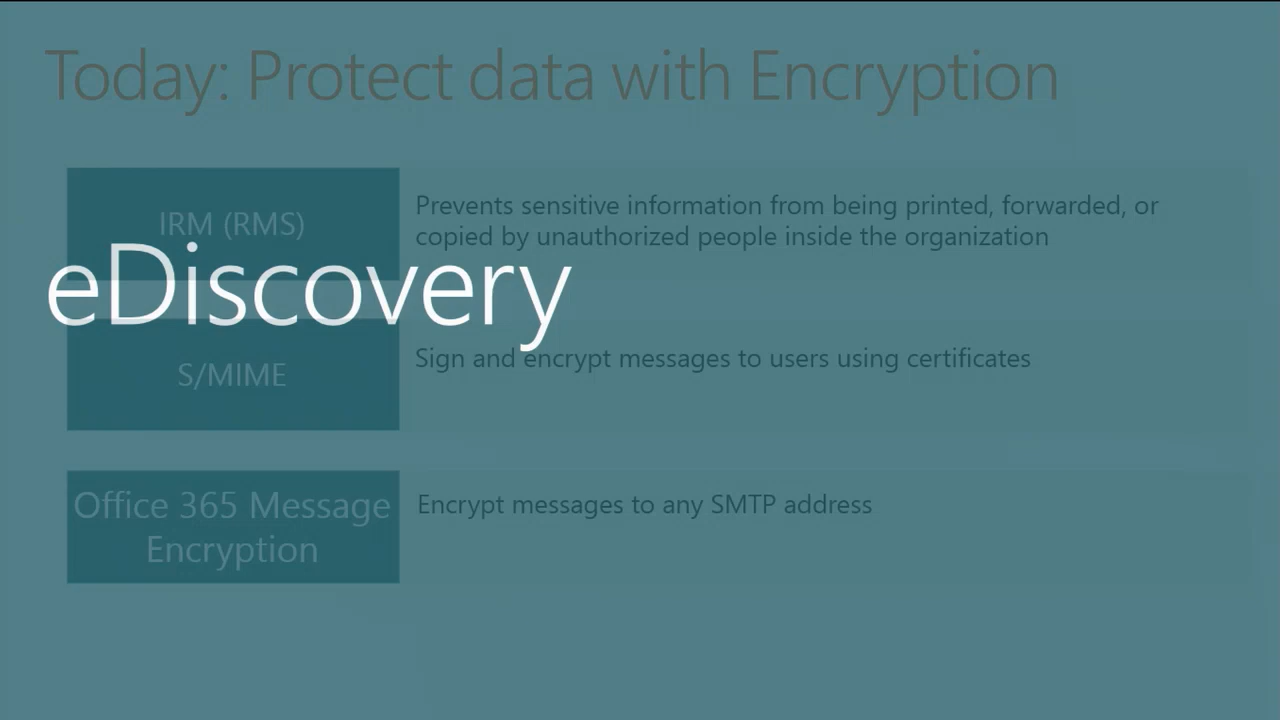 Today: Protect data with Encryption
IRM (RMS)
Prevents sensitive information from being printed, forwarded, or
copied by unauthorized people inside the organization
eDiscovery
S/MIME
Sign and encrypt messages to users using certificates
Office 365 Message
Encryption
Encrypt messages to any SMTP address